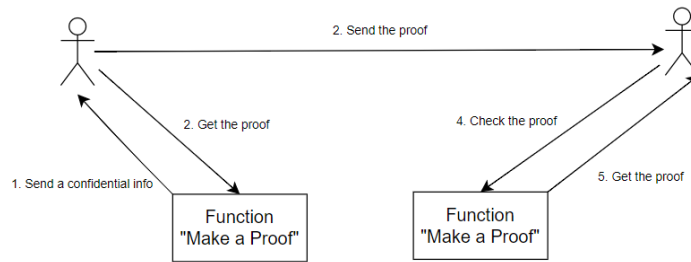 2. Send the proof
2. Get the proof
4. Check the proof
1. Send a confidential info
5. Get the proof
Function
"Make a Proof"
Function
"Make a Proof"